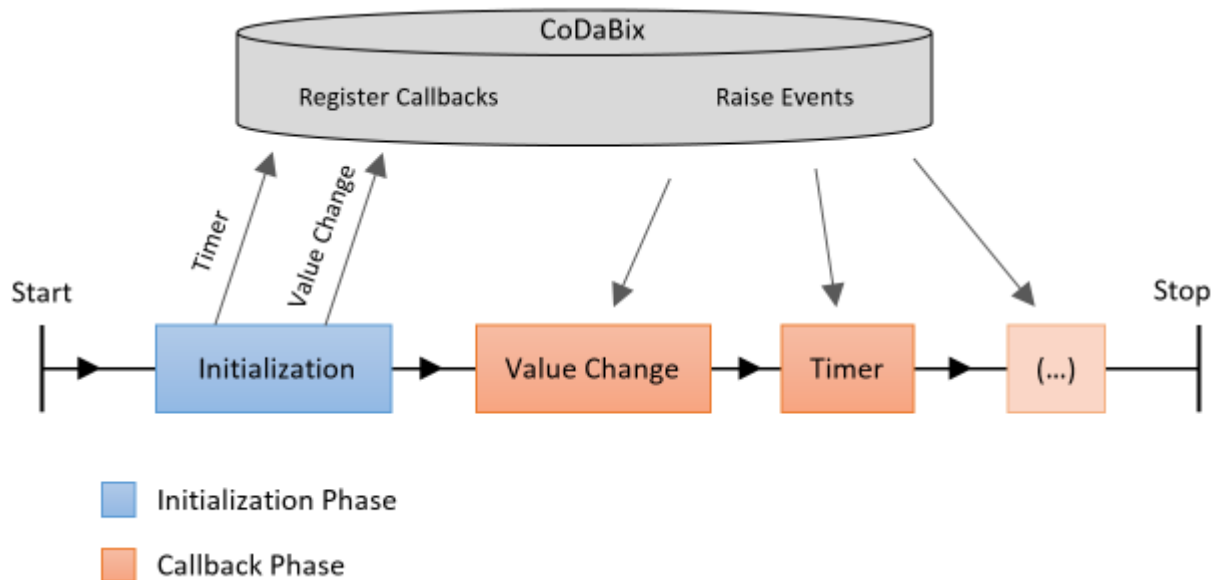 CoDaBix
Register Callbacks
Raise Events
Timer
Value Change
Start
Stop
Initialization
Value Change
Timer
(...)
Initialization Phase
Callback Phase